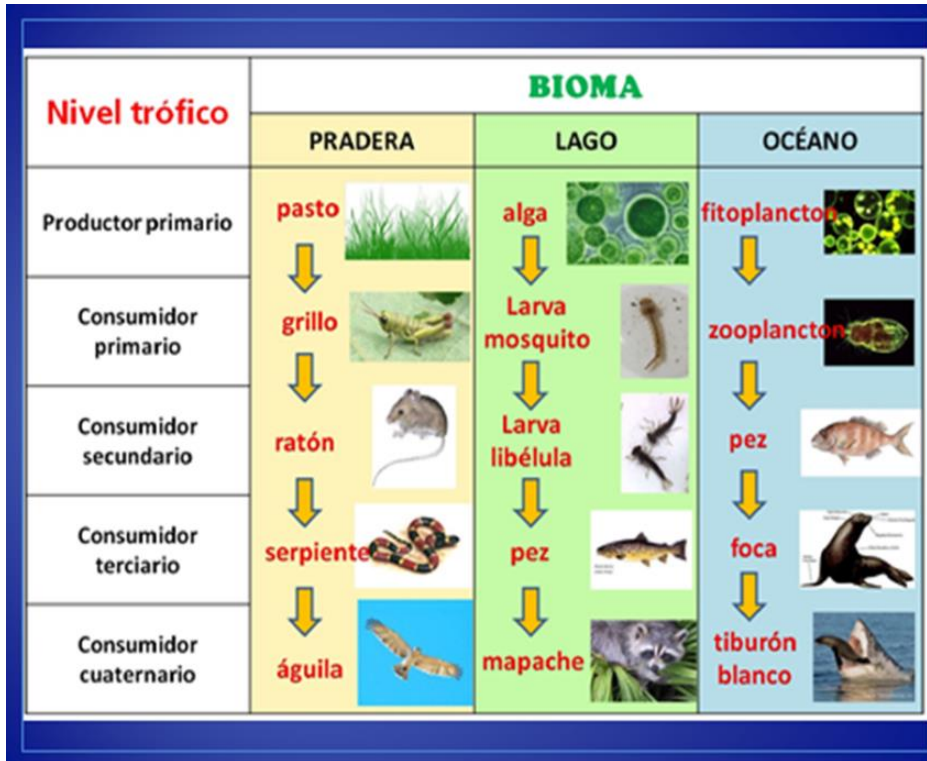 Nivel trófico
BIOMA
PRADERA
LAGO
OCÉANO
Productor primario
pasto
alga
fitoplancton
Consumidor
primario
grillo
Larva
mosquito
zooplancton
Consumidor
secundario
ratón
Larva
libélula
pez
Consumidor
terciario
serpiente
pez
foca
Consumidor
cuaternario
águila
mapache
tiburón
blanco